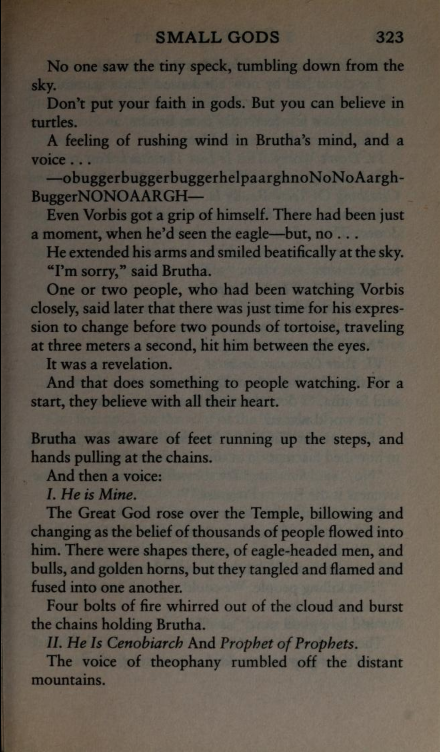 SMALL GODS 323
No one saw the tiny speck, tumbling down from the
sky.
Don't put your faith in gods. But you can believe in
turtles.
A feeling of rushing wind in Brutha's mind, and a
voice . . .
—obuggerbuggerbuggerhelpaarghnoNoNoAargh-
BuggerNONOAARGH—
Even Vorbis got a grip of himself. There had been just
a moment, when he'd seen the eagle—but, no . . .
He extended his arms and smiled beatifically at the sky.
"I'm sorry," said Brutha.
One or two people, who had been watching Vorbis
closely, said later that there was just time for his expres-
sion to change before two pounds of tortoise, traveling
at three meters a second, hit him between the eyes.
It was a revelation.
And that does something to people watching. For a
start, they believe with all their heart.
Brutha was aware of feet running up the steps, and
hands pulling at the chains.
And then a voice:
I. He is Mine.
The Great God rose over the Temple, billowing and
changing as the belief of thousands of people flowed into
him. There were shapes there, of eagle-headed men, and
bulls, and golden horns, but they tangled and flamed and
fused into one another.
Four bolts of fire whirred out of the cloud and burst
the chains holding Brutha.
II. He Is Cenobiarch And Prophet of Prophets.
The voice of theophany rumbled off the distant
mountains.